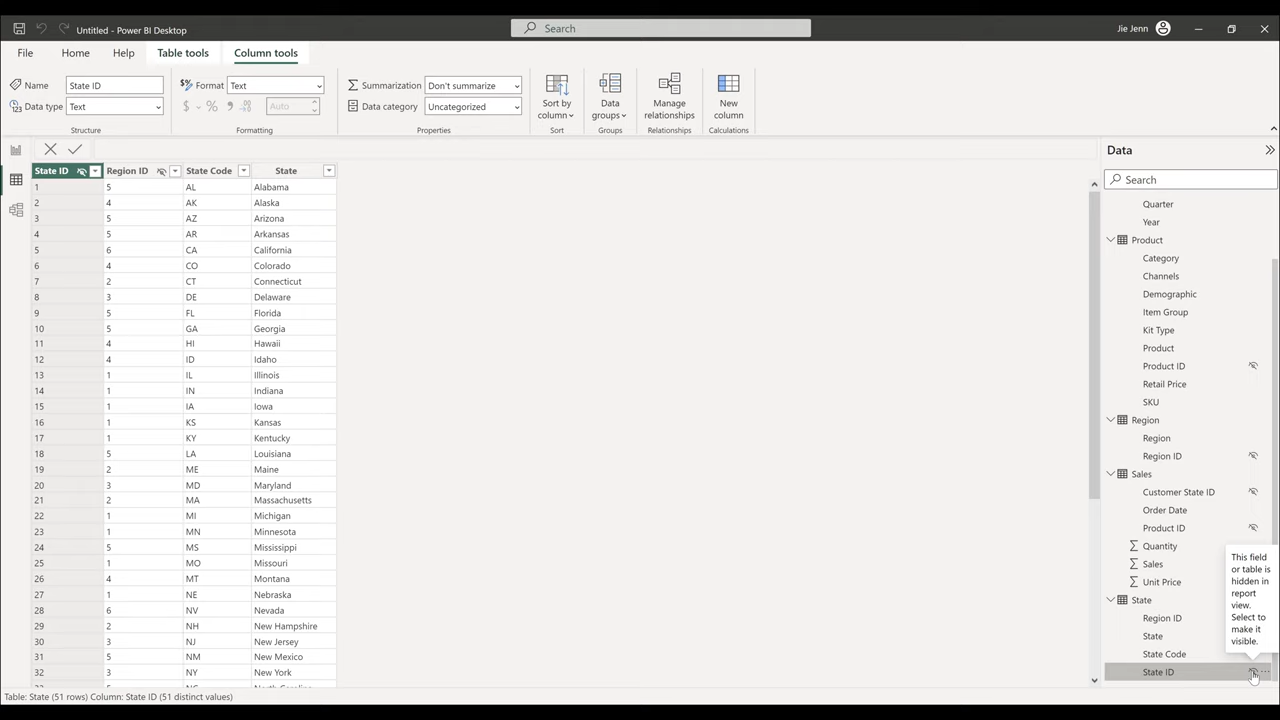 Untitled - Power BI Desktop
Search
Jie Jenn
File Home Help Table tools Column tools
Name State ID
Data type Text
Structure
Format Text
$ % Auto
Formatting
Summarization Don't summarize
Data category Uncategorized
Properties
Sort by column
Sort
Data groups
Groups
Manage relationships
Relationships
New column
Calculations
State ID Region ID State Code State
1 5 AL Alabama
2 4 AK Alaska
3 5 AZ Arizona
4 5 AR Arkansas
5 6 CA California
6 4 CO Colorado
7 2 CT Connecticut
8 3 DE Delaware
9 5 FL Florida
10 5 GA Georgia
11 4 HI Hawaii
12 4 ID Idaho
13 1 IL Illinois
14 1 IN Indiana
15 1 IA Iowa
16 1 KS Kansas
17 1 KY Kentucky
18 5 LA Louisiana
19 2 ME Maine
20 3 MD Maryland
21 2 MA Massachusetts
22 1 MI Michigan
23 1 MN Minnesota
24 5 MS Mississippi
25 1 MO Missouri
26 4 MT Montana
27 1 NE Nebraska
28 6 NV Nevada
29 2 NH New Hampshire
30 3 NJ New Jersey
31 5 NM New Mexico
32 3 NY New York
Data
Search
Quarter
Year
Product
Category
Channels
Demographic
Item Group
Kit Type
Product
Product ID
Retail Price
SKU
Region
Region
Region ID
Sales
Customer State ID
Order Date
Product ID
Quantity
Sales
Unit Price
State
Region ID
State
State Code
State ID
This field
or table is
hidden in
report
view.
Select to
make it
visible.
Table: State (51 rows) Column: State ID (51 distinct values)